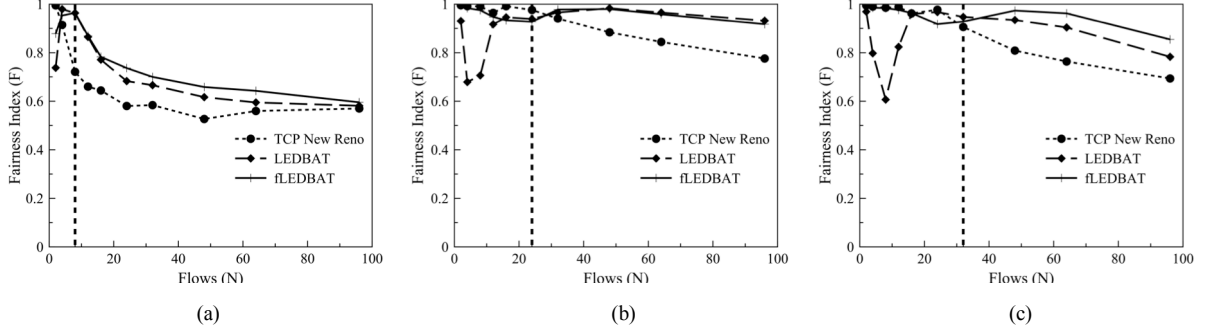 1
0.8
0.6
0.4
0.2
0
Fairness Index (F)
0 20 40 60 80 100
Flows (N)
TCP New Reno
LEDBAT
fLEDBAT
(a)
1
0.8
0.6
0.4
0.2
0
Fairness Index (F)
0 20 40 60 80 100
Flows (N)
TCP New Reno
LEDBAT
fLEDBAT
(b)
1
0.8
0.6
0.4
0.2
0
Fairness Index (F)
0 20 40 60 80 100
Flows (N)
TCP New Reno
LEDBAT
fLEDBAT
(c)